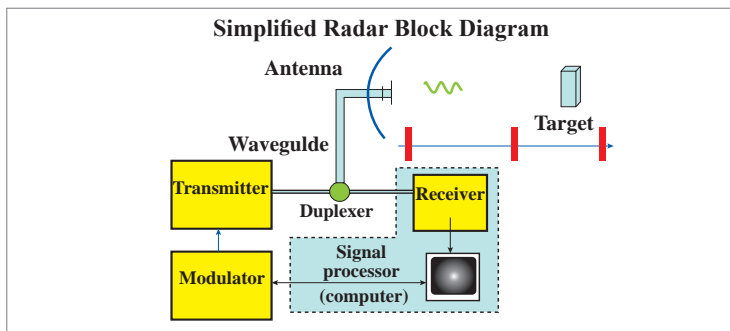 Simplified Radar Block Diagram
Antenna
Target
Wavegulde
Transmitter
Receiver
Duplexer
Signal
processor
(computer)
Modulator